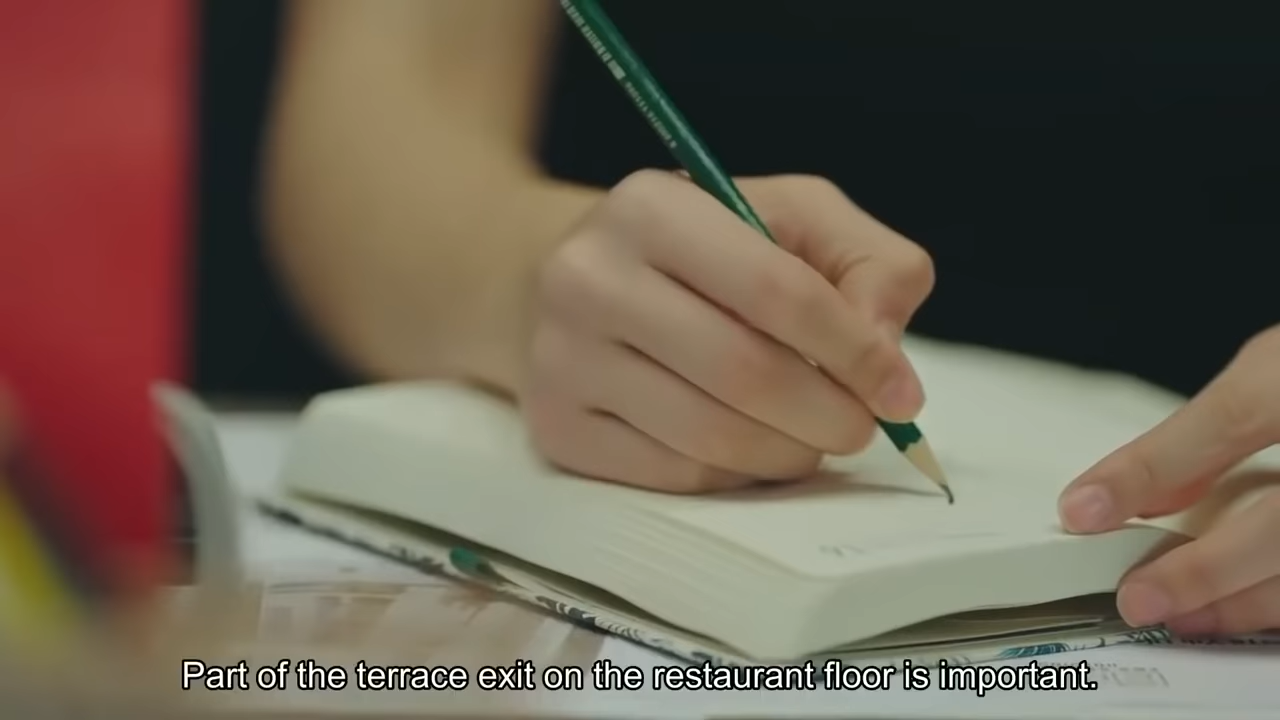 Part of the terrace exit on the restaurant floor is important.